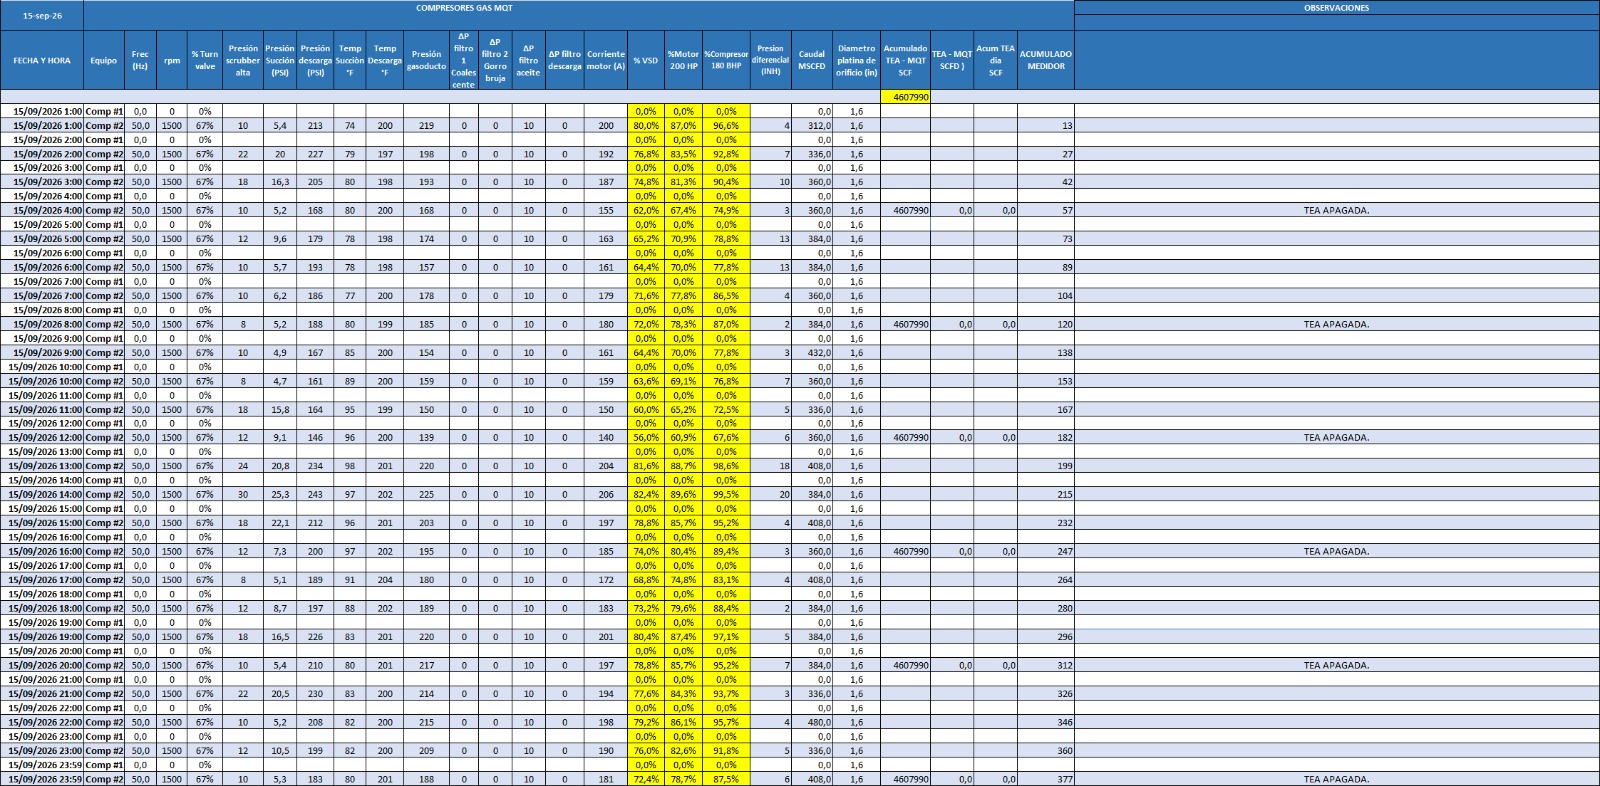 15-sep-26 COMPRESORES GAS MQT OBSERVACIONES
FECHA Y HORA Equipo Frec (Hz) rpm % Turn valve Presión scrubber alta Presión Succión (PSI) Presión descarga (PSI) Temp Succiòn °F Temp Descarga °F Presión gasoducto ΔP filtro 1 Coales cente ΔP filtro 2 Gorro bruja ΔP filtro aceite ΔP filtro descarga Corriente motor (A) % VSD %Motor 200 HP %Compresor 180 BHP Presion diferencial (INH) Caudal MSCFD Diametro platina de orificio (in) Acumulado TEA - MQT SCF TEA - MQT SCFD ) Acum TEA dia SCF ACUMULADO MEDIDOR
4607990
15/09/2026 1:00 Comp #1 0,0 0 0% 0,0% 0,0% 0,0% 0,0 1,6
15/09/2026 1:00 Comp #2 50,0 1500 67% 10 5,4 213 74 200 219 0 0 10 0 200 80,0% 87,0% 96,6% 4 312,0 1,6 13
15/09/2026 2:00 Comp #1 0,0 0 0% 0,0% 0,0% 0,0% 0,0 1,6
15/09/2026 2:00 Comp #2 50,0 1500 67% 22 20 227 79 197 198 0 0 10 0 192 76,8% 83,5% 92,8% 7 336,0 1,6 27
15/09/2026 3:00 Comp #1 0,0 0 0% 0,0% 0,0% 0,0% 0,0 1,6
15/09/2026 3:00 Comp #2 50,0 1500 67% 18 16,3 205 80 198 193 0 0 10 0 187 74,8% 81,3% 90,4% 10 360,0 1,6 42
15/09/2026 4:00 Comp #1 0,0 0 0% 0,0% 0,0% 0,0% 0,0 1,6
15/09/2026 4:00 Comp #2 50,0 1500 67% 10 5,2 168 80 200 168 0 0 10 0 155 62,0% 67,4% 74,9% 3 360,0 1,6 4607990 0,0 0,0 57 TEA APAGADA.
15/09/2026 5:00 Comp #1 0,0 0 0% 0,0% 0,0% 0,0% 0,0 1,6
15/09/2026 5:00 Comp #2 50,0 1500 67% 12 9,6 179 78 198 174 0 0 10 0 163 65,2% 70,9% 78,8% 13 384,0 1,6 73
15/09/2026 6:00 Comp #1 0,0 0 0% 0,0% 0,0% 0,0% 0,0 1,6
15/09/2026 6:00 Comp #2 50,0 1500 67% 10 5,7 193 78 198 157 0 0 10 0 161 64,4% 70,0% 77,8% 13 384,0 1,6 89
15/09/2026 7:00 Comp #1 0,0 0 0% 0,0% 0,0% 0,0% 0,0 1,6
15/09/2026 7:00 Comp #2 50,0 1500 67% 10 6,2 186 77 200 178 0 0 10 0 179 71,6% 77,8% 86,5% 4 360,0 1,6 104
15/09/2026 8:00 Comp #1 0,0 0 0% 0,0% 0,0% 0,0% 0,0 1,6
15/09/2026 8:00 Comp #2 50,0 1500 67% 8 5,2 188 80 199 185 0 0 10 0 180 72,0% 78,3% 87,0% 2 384,0 1,6 4607990 0,0 0,0 120 TEA APAGADA.
15/09/2026 9:00 Comp #1 0,0 0 0% 0,0% 0,0% 0,0% 0,0 1,6
15/09/2026 9:00 Comp #2 50,0 1500 67% 10 4,9 167 85 200 154 0 0 10 0 161 64,4% 70,0% 77,8% 3 432,0 1,6 138
15/09/2026 10:00 Comp #1 0,0 0 0% 0,0% 0,0% 0,0% 0,0 1,6
15/09/2026 10:00 Comp #2 50,0 1500 67% 8 4,7 161 89 200 159 0 0 10 0 159 63,6% 69,1% 76,8% 7 360,0 1,6 153
15/09/2026 11:00 Comp #1 0,0 0 0% 0,0% 0,0% 0,0% 0,0 1,6
15/09/2026 11:00 Comp #2 50,0 1500 67% 18 15,8 164 95 199 150 0 0 10 0 150 60,0% 65,2% 72,5% 5 336,0 1,6 167
15/09/2026 12:00 Comp #1 0,0 0 0% 0,0% 0,0% 0,0% 0,0 1,6
15/09/2026 12:00 Comp #2 50,0 1500 67% 12 9,1 146 96 200 139 0 0 10 0 140 56,0% 60,9% 67,6% 6 360,0 1,6 4607990 0,0 0,0 182 TEA APAGADA.
15/09/2026 13:00 Comp #1 0,0 0 0% 0,0% 0,0% 0,0% 0,0 1,6
15/09/2026 13:00 Comp #2 50,0 1500 67% 24 20,8 234 98 201 220 0 0 10 0 204 81,6% 88,7% 98,6% 18 408,0 1,6 199
15/09/2026 14:00 Comp #1 0,0 0 0% 0,0% 0,0% 0,0% 0,0 1,6
15/09/2026 14:00 Comp #2 50,0 1500 67% 30 25,3 243 97 202 225 0 0 10 0 206 82,4% 89,6% 99,5% 20 384,0 1,6 215
15/09/2026 15:00 Comp #1 0,0 0 0% 0,0% 0,0% 0,0% 0,0 1,6
15/09/2026 15:00 Comp #2 50,0 1500 67% 18 22,1 212 96 201 203 0 0 10 0 197 78,8% 85,7% 95,2% 4 408,0 1,6 232
15/09/2026 16:00 Comp #1 0,0 0 0% 0,0% 0,0% 0,0% 0,0 1,6
15/09/2026 16:00 Comp #2 50,0 1500 67% 12 7,3 200 97 202 195 0 0 10 0 185 74,0% 80,4% 89,4% 3 360,0 1,6 4607990 0,0 0,0 247 TEA APAGADA.
15/09/2026 17:00 Comp #1 0,0 0 0% 0,0% 0,0% 0,0% 0,0 1,6
15/09/2026 17:00 Comp #2 50,0 1500 67% 8 5,1 189 91 204 180 0 0 10 0 172 68,8% 74,8% 83,1% 4 408,0 1,6 264
15/09/2026 18:00 Comp #1 0,0 0 0% 0,0% 0,0% 0,0% 0,0 1,6
15/09/2026 18:00 Comp #2 50,0 1500 67% 12 8,7 197 88 202 189 0 0 10 0 183 73,2% 79,6% 88,4% 2 384,0 1,6 280
15/09/2026 19:00 Comp #1 0,0 0 0% 0,0% 0,0% 0,0% 0,0 1,6
15/09/2026 19:00 Comp #2 50,0 1500 67% 18 16,5 226 83 201 220 0 0 10 0 201 80,4% 87,4% 97,1% 5 384,0 1,6 296
15/09/2026 20:00 Comp #1 0,0 0 0% 0,0% 0,0% 0,0% 0,0 1,6
15/09/2026 20:00 Comp #2 50,0 1500 67% 10 5,4 210 80 201 217 0 0 10 0 197 78,8% 85,7% 95,2% 7 384,0 1,6 4607990 0,0 0,0 312 TEA APAGADA.
15/09/2026 21:00 Comp #1 0,0 0 0% 0,0% 0,0% 0,0% 0,0 1,6
15/09/2026 21:00 Comp #2 50,0 1500 67% 22 20,5 230 83 200 214 0 0 10 0 194 77,6% 84,3% 93,7% 3 336,0 1,6 326
15/09/2026 22:00 Comp #1 0,0 0 0% 0,0% 0,0% 0,0% 0,0 1,6
15/09/2026 22:00 Comp #2 50,0 1500 67% 10 5,2 208 82 200 215 0 0 10 0 198 79,2% 86,1% 95,7% 4 480,0 1,6 346
15/09/2026 23:00 Comp #1 0,0 0 0% 0,0% 0,0% 0,0% 0,0 1,6
15/09/2026 23:00 Comp #2 50,0 1500 67% 12 10,5 199 82 200 209 0 0 10 0 190 76,0% 82,6% 91,8% 5 336,0 1,6 360
15/09/2026 23:59 Comp #1 0,0 0 0% 0,0% 0,0% 0,0% 0,0 1,6
15/09/2026 23:59 Comp #2 50,0 1500 67% 10 5,3 183 80 201 188 0 0 10 0 181 72,4% 78,7% 87,5% 6 408,0 1,6 4607990 0,0 0,0 377 TEA APAGADA.